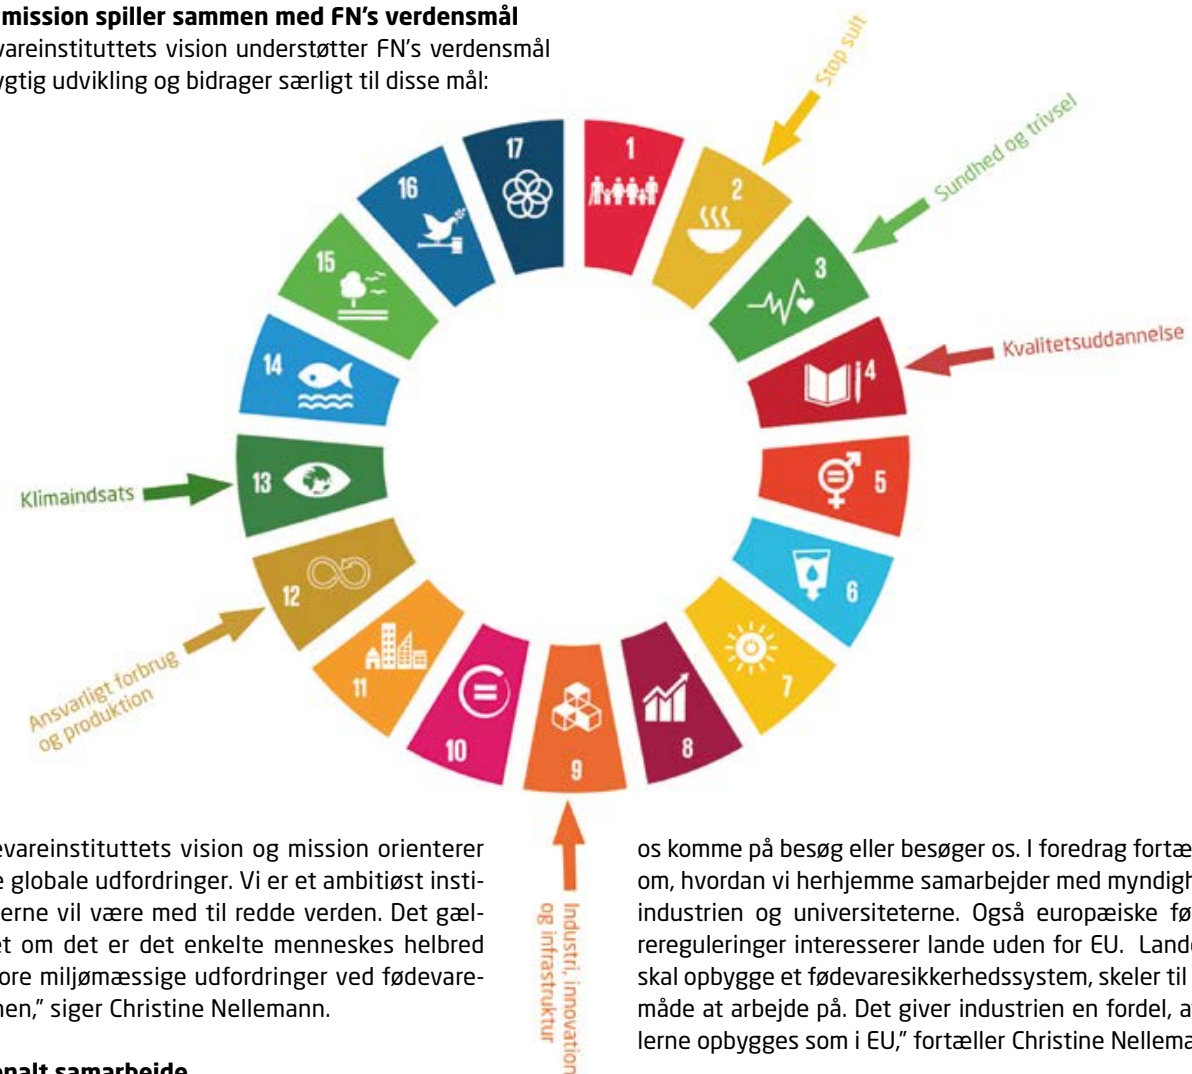 mission spiller sammen med FN's verdensmål
vareinstituttets vision understøtter FN's verdensmål
ygtig udvikling og bidrager særligt til disse mål:
Stop sult
Sundhed og trivsel
Kvalitetsuddannelse
Klimaindsats
Ansvarligt forbrug
og produktion
Industri, innovation
og infrastruktur
1
2
3
4
5
6
7
8
9
10
11
12
13
14
15
16
17
evareinstituttets vision og mission orienterer
e globale udfordringer. Vi er et ambitiøst insti-
erne vil være med til redde verden. Det gæl-
et om det er det enkelte menneskes helbred
ore miljømæssige udfordringer ved fødevare-
nen,” siger Christine Nellemann.
onalt samarbejde
os komme på besøg eller besøger os. I foredrag fortæ
om, hvordan vi herhjemme samarbejder med myndigh
industrien og universiteterne. Også europæiske fø
rereguleringer interesserer lande uden for EU. Lande
skal opbygge et fødevaresikkerhedssystem, skeler til
måde at arbejde på. Det giver industrien en fordel, a
lerne opbygges som i EU,” fortæller Christine Nellema